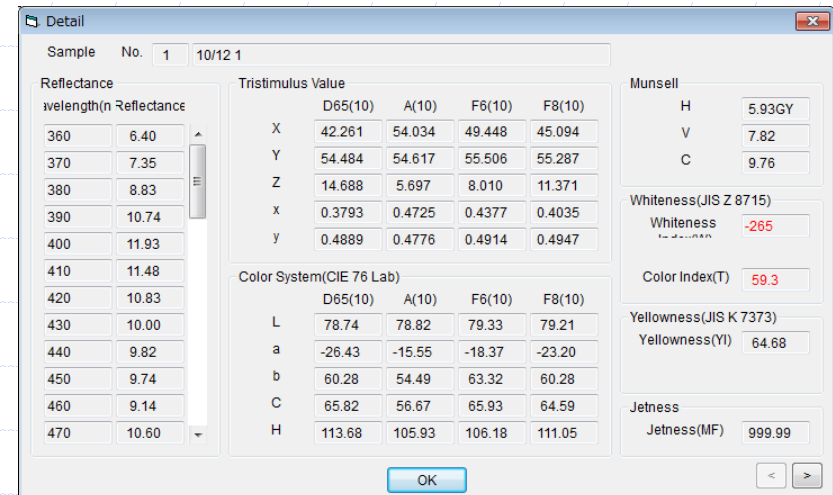 Detail
Sample No. 1 10/12 1
Reflectance
avelength(n Reflectance
360 6.40
370 7.35
380 8.83
390 10.74
400 11.93
410 11.48
420 10.83
430 10.00
440 9.82
450 9.74
460 9.14
470 10.60
Tristimulus Value
D65(10) A(10) F6(10) F8(10)
X 42.261 54.034 49.448 45.094
Y 54.484 54.617 55.506 55.287
Z 14.688 5.697 8.010 11.371
x 0.3793 0.4725 0.4377 0.4035
y 0.4889 0.4776 0.4914 0.4947
Color System(CIE 76 Lab)
D65(10) A(10) F6(10) F8(10)
L 78.74 78.82 79.33 79.21
a -26.43 -15.55 -18.37 -23.20
b 60.28 54.49 63.32 60.28
C 65.82 56.67 65.93 64.59
H 113.68 105.93 106.18 111.05
Munsell
H 5.93GY
V 7.82
C 9.76
Whiteness(JIS Z 8715)
Whiteness -265
Color Index(T) 59.3
Yellowness(JIS K 7373)
Yellowness(YI) 64.68
Jetness
Jetness(MF) 999.99
OK
< >